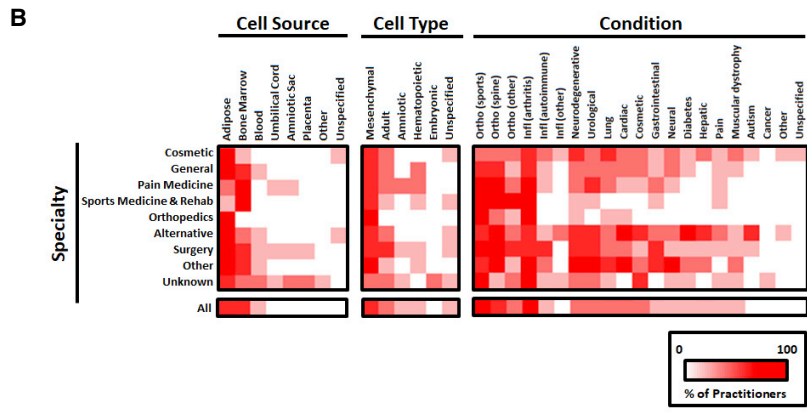 B
Cell Source
Cell Type
Condition
Adipose
Bone Marrow
Blood
Umbilical Cord
Amniotic Sac
Placenta
Other
Unspecified
Mesenchymal
Adult
Amniotic
Hematopoietic
Embryonic
Unspecified
Ortho (sports)
Ortho (spine)
Ortho (other)
Infl (arthritis)
Infl (autoimmune)
Infl (other)
Neurodegenerative
Urological
Lung
Cardiac
Cosmetic
Gastrointestinal
Neural
Diabetes
Hepatic
Pain
Muscular dystrophy
Autism
Cancer
Other
Unspecified
Specialty
Cosmetic
General
Pain Medicine
Sports Medicine & Rehab
Orthopedics
Alternative
Surgery
Other
Unknown
All
0 100
% of Practitioners